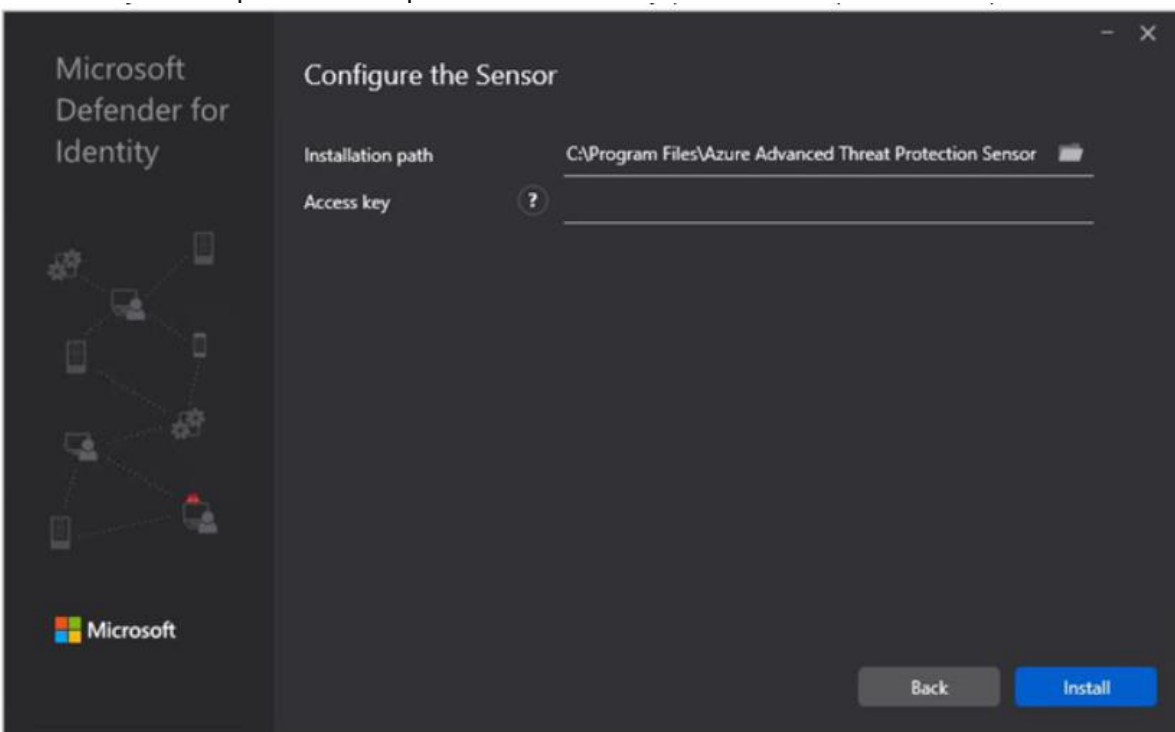 Microsoft
Defender for
Identity
Configure the Sensor
Installation path C:\Program Files\Azure Advanced Threat Protection Sensor
Access key ?
Microsoft
Back Install